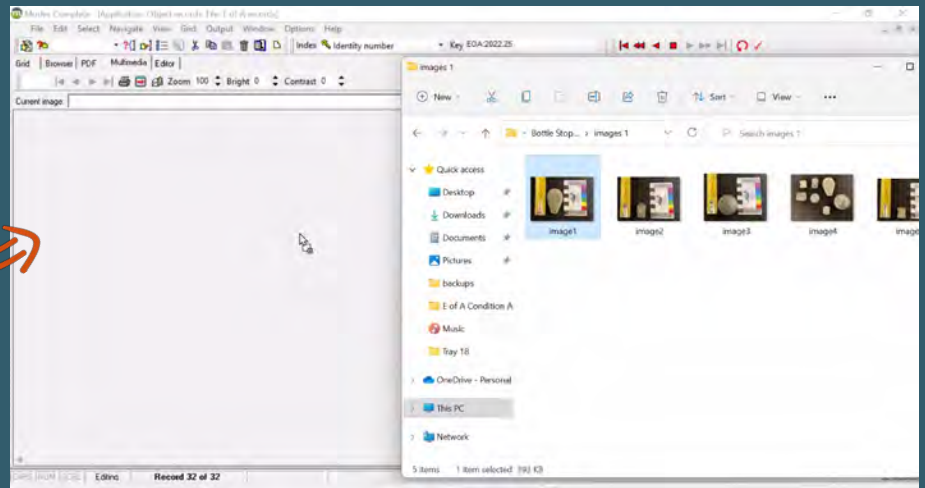 Modes Complete - [Application: Object records File: E of A records]
File Edit Select Navigate View Grid Output Window Options Help
Index Identity number Key EOA:2022.25
Grid Browser PDF Multimedia Editor
Zoom 100 Bright 0 Contrast 0
Current image
images 1
New Sort View
Bottle Stop... images 1 Search images 1
Quick access
Desktop
Downloads
Documents
Pictures
backups
E of A Condition A
Music
Tray 18
OneDrive - Personal
This PC
Network
image1 image2 image3 image4 image
5 items 1 item selected
Editing Record 32 of 32